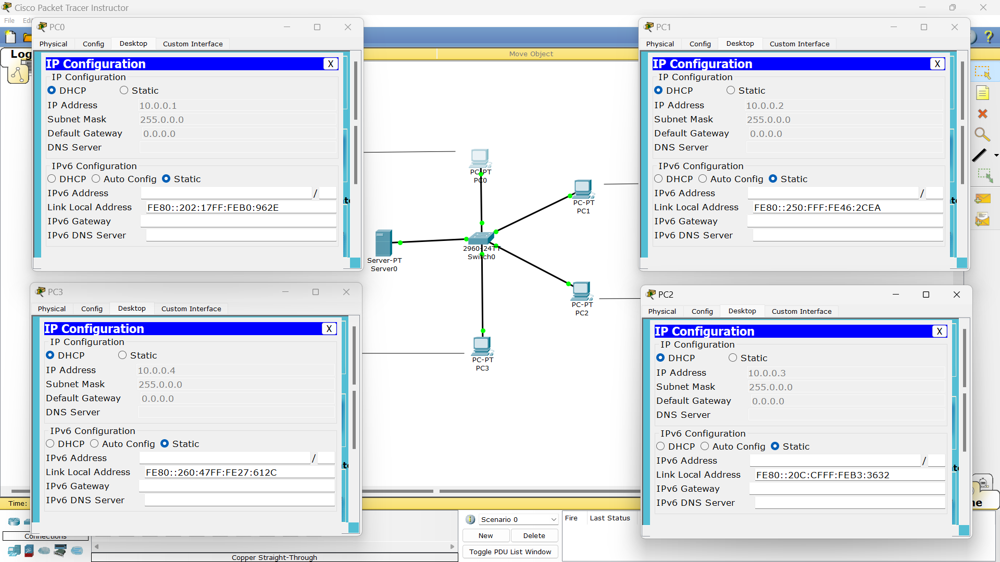 Cisco Packet Tracer Instructor
File
PC0
Physical Config Desktop Custom Interface
IP Configuration X
IP Configuration
DHCP Static
IP Address 10.0.0.1
Subnet Mask 255.0.0.0
Default Gateway 0.0.0.0
DNS Server
IPv6 Configuration
DHCP Auto Config Static
IPv6 Address /
Link Local Address FE80::202:17FF:FEB0:962E
IPv6 Gateway
IPv6 DNS Server
PC1
Physical Config Desktop Custom Interface
IP Configuration X
IP Configuration
DHCP Static
IP Address 10.0.0.2
Subnet Mask 255.0.0.0
Default Gateway 0.0.0.0
DNS Server
IPv6 Configuration
DHCP Auto Config Static
IPv6 Address /
Link Local Address FE80::250:FFF:FE46:2CEA
IPv6 Gateway
IPv6 DNS Server
Move Object
PC-PT
PC0
PC-PT
PC1
2960-24TT
Switch0
Server-PT
Server0
PC-PT
PC2
PC-PT
PC3
PC3
Physical Config Desktop Custom Interface
IP Configuration X
IP Configuration
DHCP Static
IP Address 10.0.0.4
Subnet Mask 255.0.0.0
Default Gateway 0.0.0.0
DNS Server
IPv6 Configuration
DHCP Auto Config Static
IPv6 Address /
Link Local Address FE80::260:47FF:FE27:612C
IPv6 Gateway
IPv6 DNS Server
PC2
Physical Config Desktop Custom Interface
IP Configuration X
IP Configuration
DHCP Static
IP Address 10.0.0.3
Subnet Mask 255.0.0.0
Default Gateway 0.0.0.0
DNS Server
IPv6 Configuration
DHCP Auto Config Static
IPv6 Address /
Link Local Address FE80::20C:CFFF:FEB3:3632
IPv6 Gateway
IPv6 DNS Server
Time:
Connections
Scenario 0
New Delete
Toggle PDU List Window
Fire Last Status
Copper Straight-Through